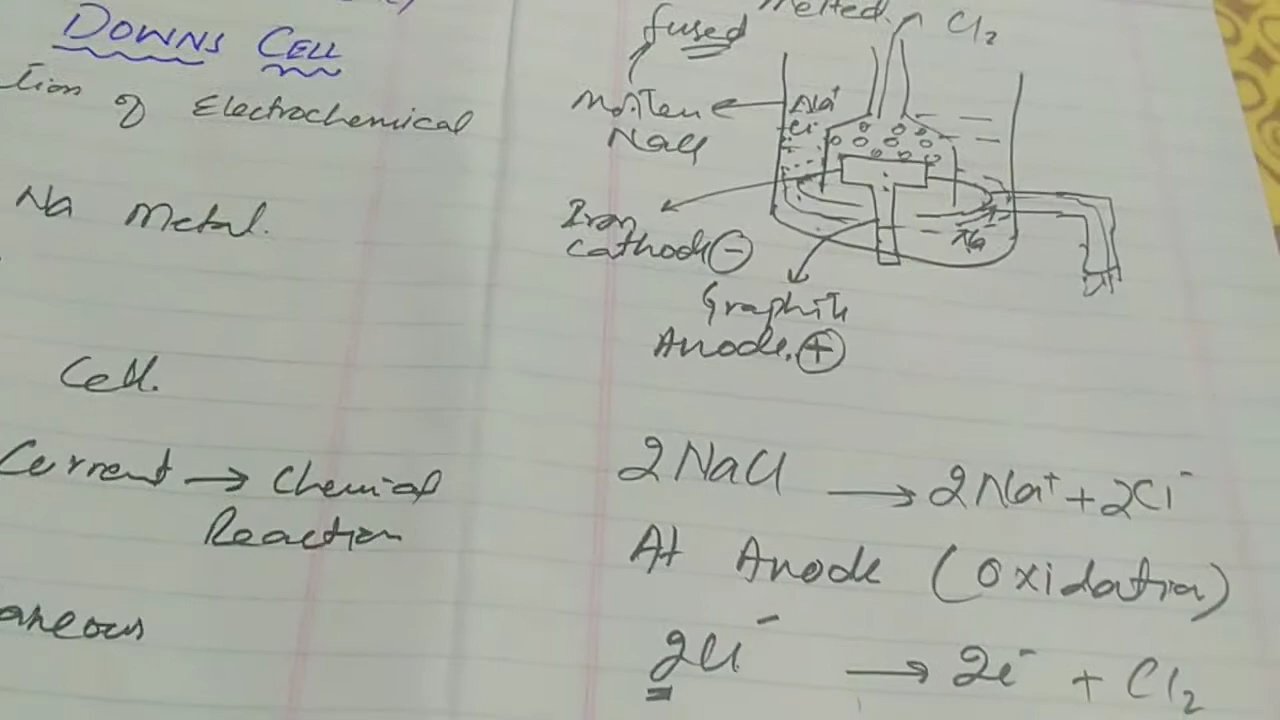 DOWNS CELL
tion of Electrochemical
Na Metal.
Cell.
Current → Chemical
Reaction
aneous
Melted.
fused
Cl₂
Molten
NaCl
Na⁺
Cl⁻
Iron
Cathode ⊖
Na
Graphite
Anode. ⊕
2NaCl → 2Na⁺ + 2Cl⁻
At Anode (Oxidation)
2Cl⁻ → 2e⁻ + Cl₂